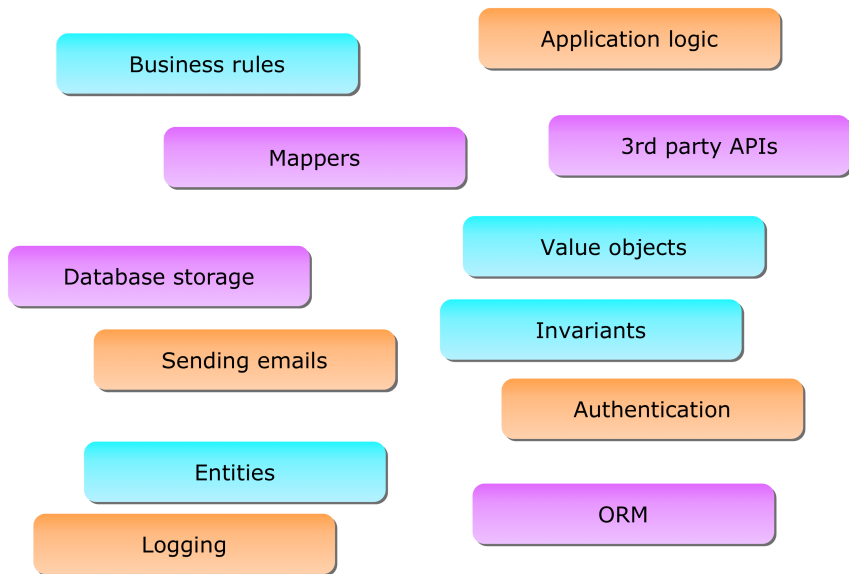 Application logic
Business rules
3rd party APIs
Mappers
Value objects
Database storage
Invariants
Sending emails
Authentication
Entities
ORM
Logging